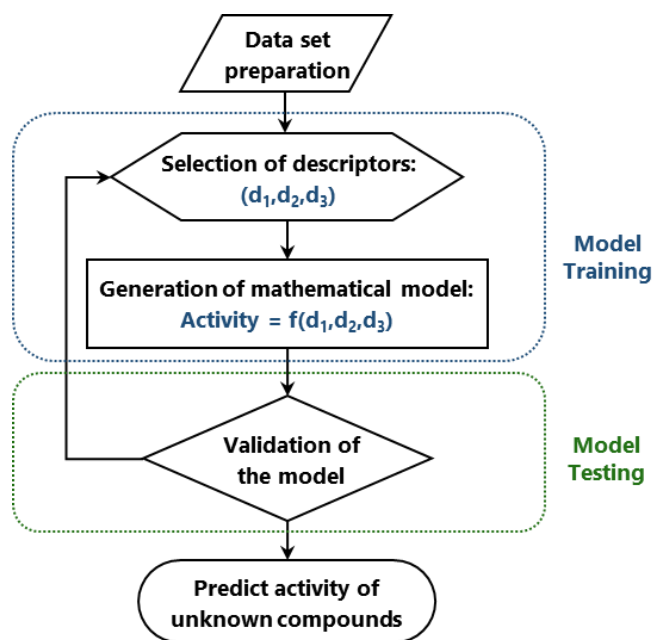 Data set
preparation
Selection of descriptors:
(d₁,d₂,d₃)
Model
Training
Generation of mathematical model:
Activity = f(d₁,d₂,d₃)
Validation of
the model
Model
Testing
Predict activity of
unknown compounds